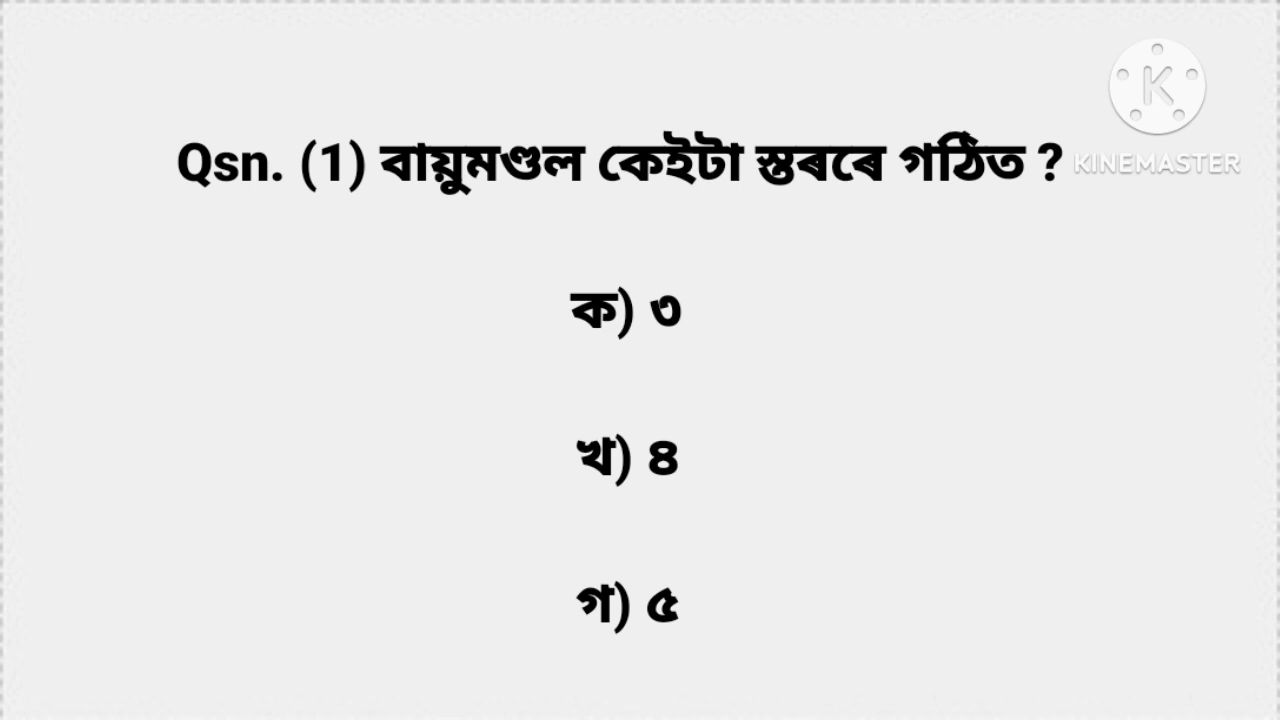 Qsn. (1) বায়ুমণ্ডল কেইটা স্তৰৰে গঠিত ?
KINEMASTER
ক) ৩
খ) ৪
গ) ৫